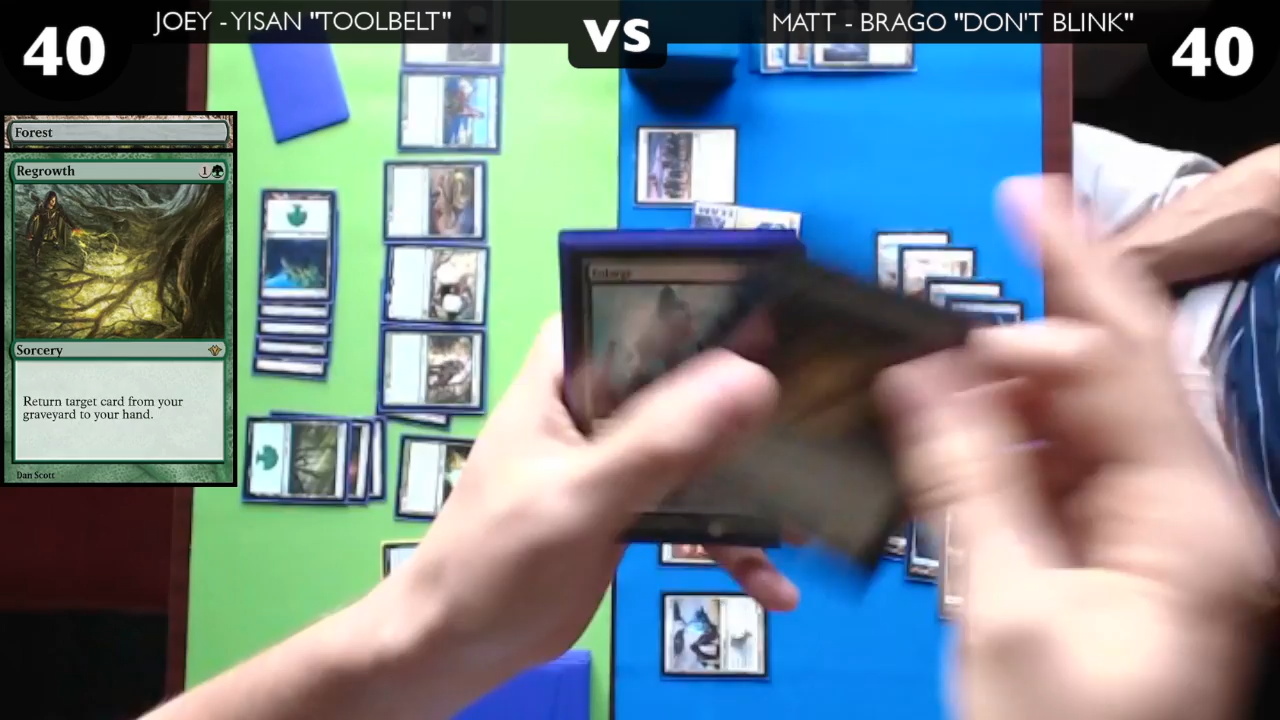 JOEY - YISAN "TOOLBELT"
VS
MATT - BRAGO "DON'T BLINK"
40
40
Forest
Regrowth 1
Sorcery
Return target card from your
graveyard to your hand.
Dan Scott